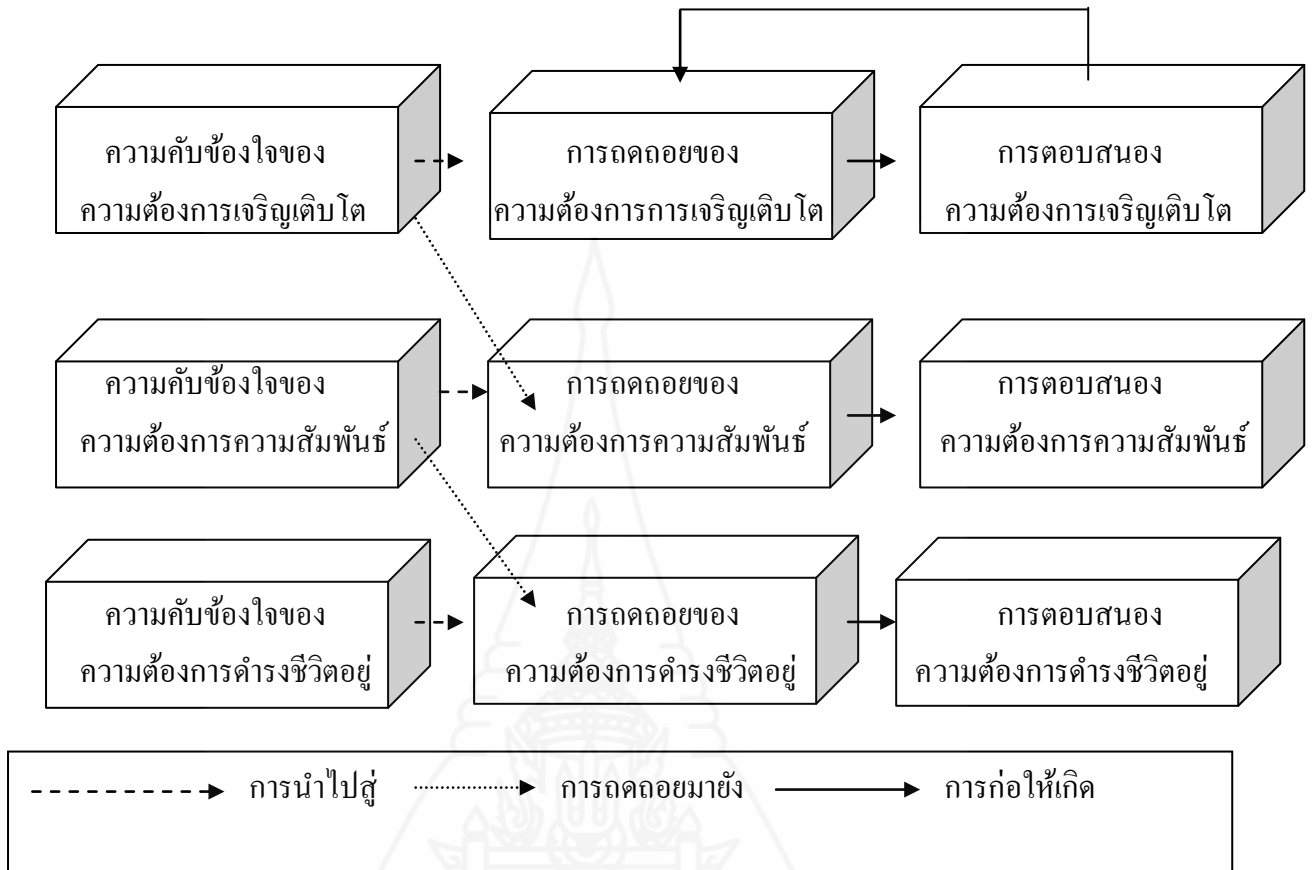 ความคับข้องใจของ
ความต้องการเจริญเติบโต
การถดถอยของ
ความต้องการการเจริญเติบโต
การตอบสนอง
ความต้องการเจริญเติบโต
ความคับข้องใจของ
ความต้องการความสัมพันธ์
การถดถอยของ
ความต้องการความสัมพันธ์
การตอบสนอง
ความต้องการความสัมพันธ์
ความคับข้องใจของ
ความต้องการดำรงชีวิตอยู่
การถดถอยของ
ความต้องการดำรงชีวิตอยู่
การตอบสนอง
ความต้องการดำรงชีวิตอยู่
การนำไปสู่ การถดถอยมายัง การก่อให้เกิด